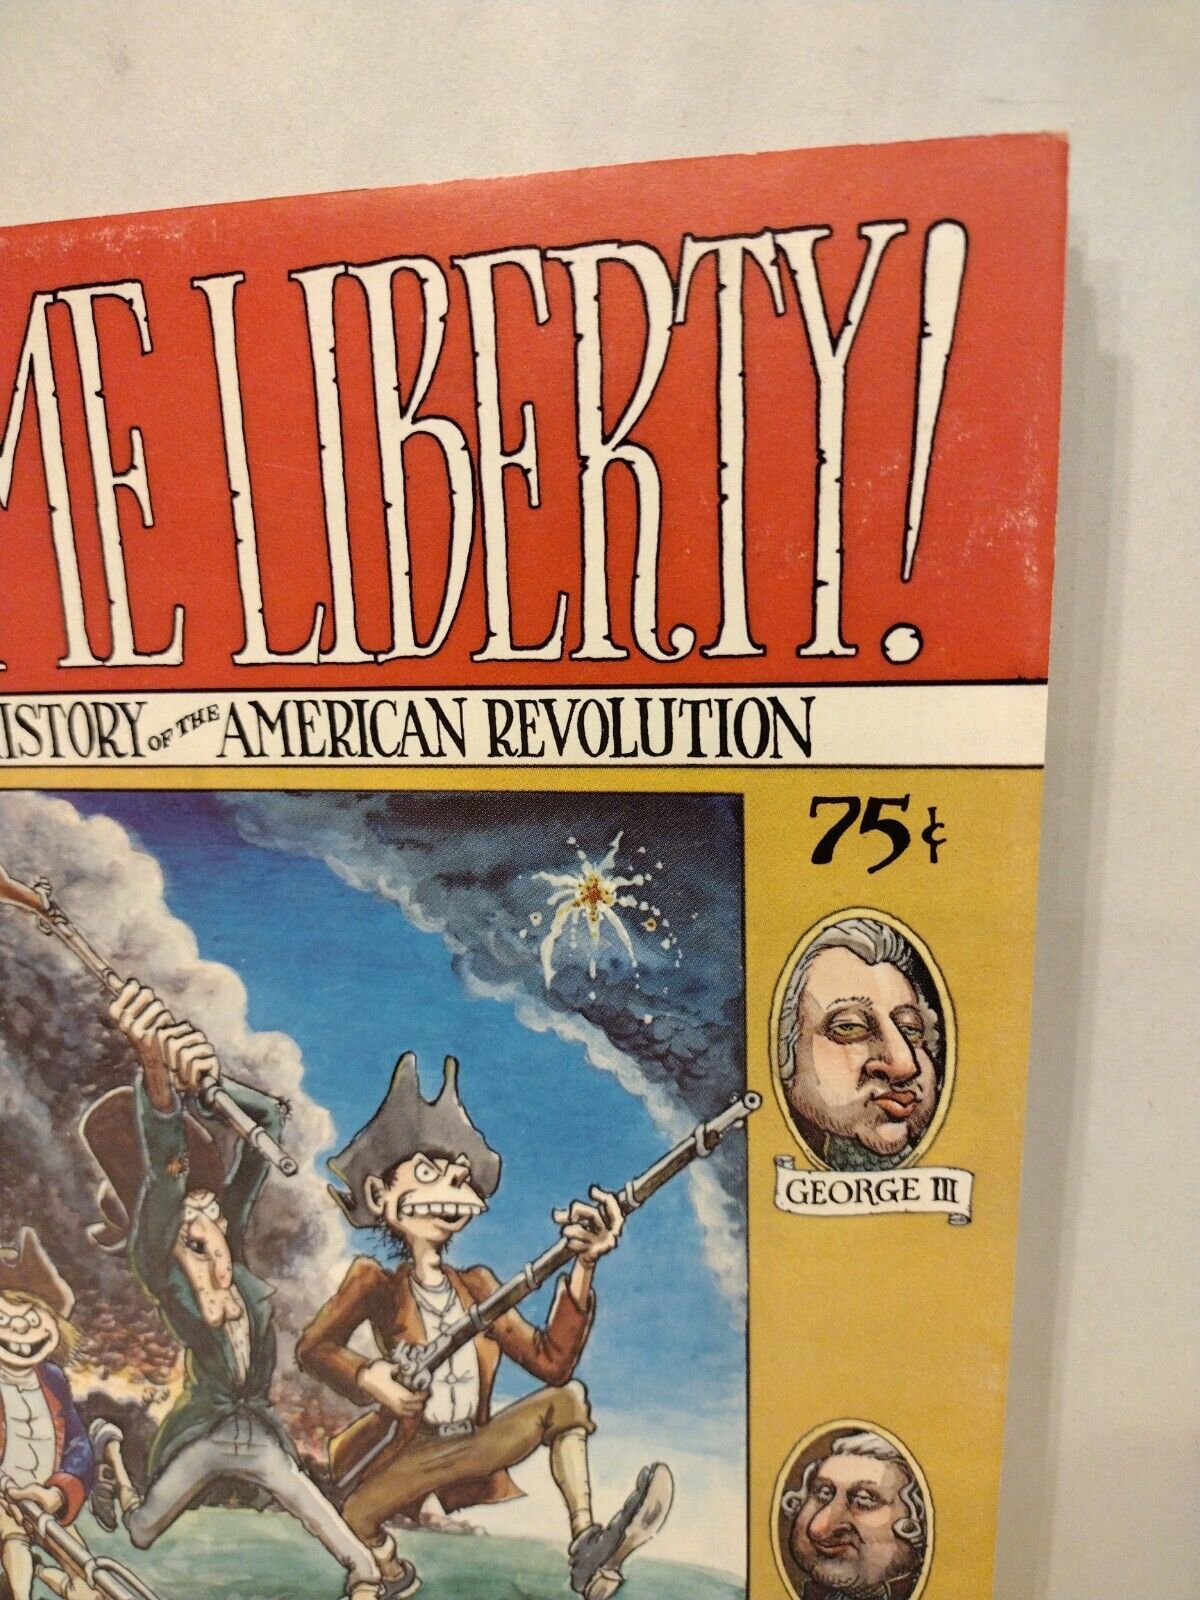 ME LIBERTY!
ISTORY OF THE AMERICAN REVOLUTION
75¢
GEORGE III